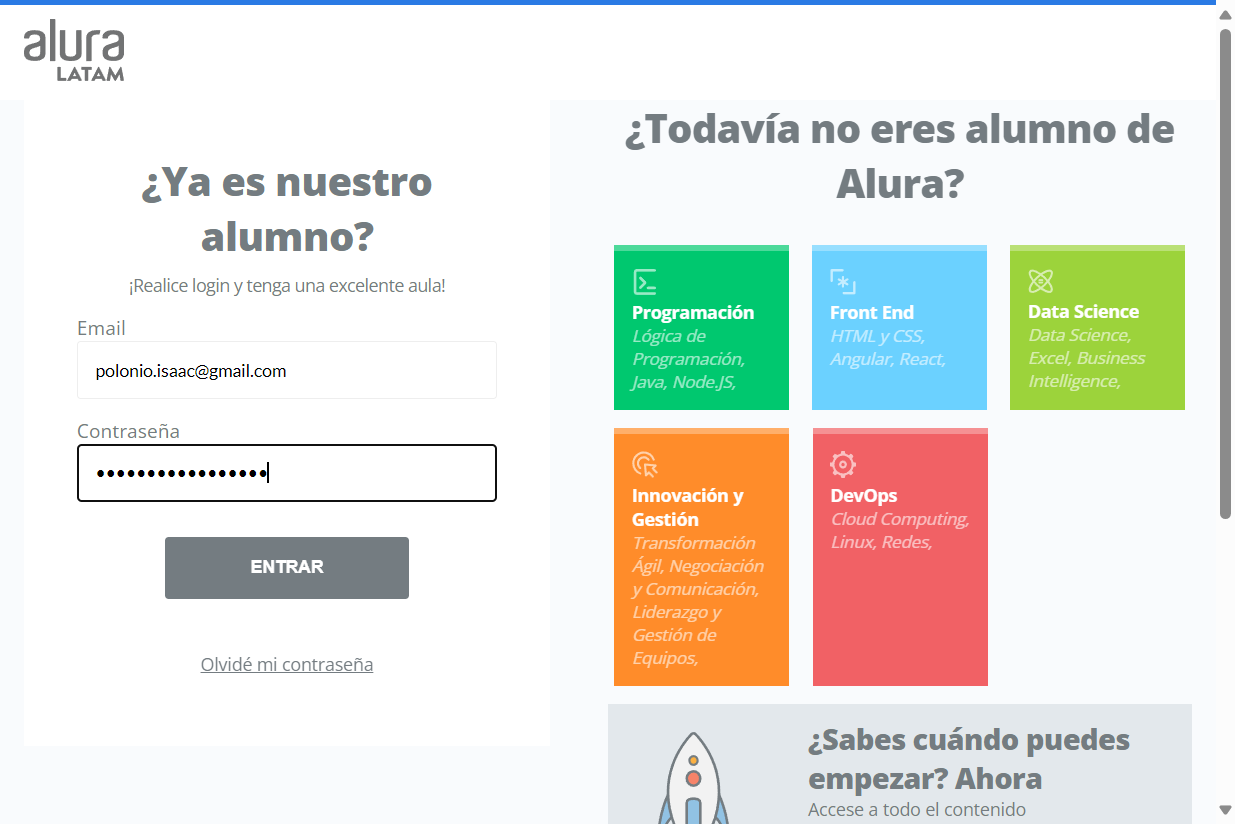 alura
LATAM
¿Ya es nuestro
alumno?
¡Realice login y tenga una excelente aula!
Email
polonio.isaac@gmail.com
Contraseña
•••••••••••••••••
ENTRAR
Olvidé mi contraseña
¿Todavía no eres alumno de
Alura?
Programación
Lógica de
Programación,
Java, Node.JS,
Front End
HTML y CSS,
Angular, React,
Data Science
Data Science,
Excel, Business
Intelligence,
Innovación y
Gestión
Transformación
Ágil, Negociación
y Comunicación,
Liderazgo y
Gestión de
Equipos,
DevOps
Cloud Computing,
Linux, Redes,
¿Sabes cuándo puedes
empezar? Ahora
Accese a todo el contenido